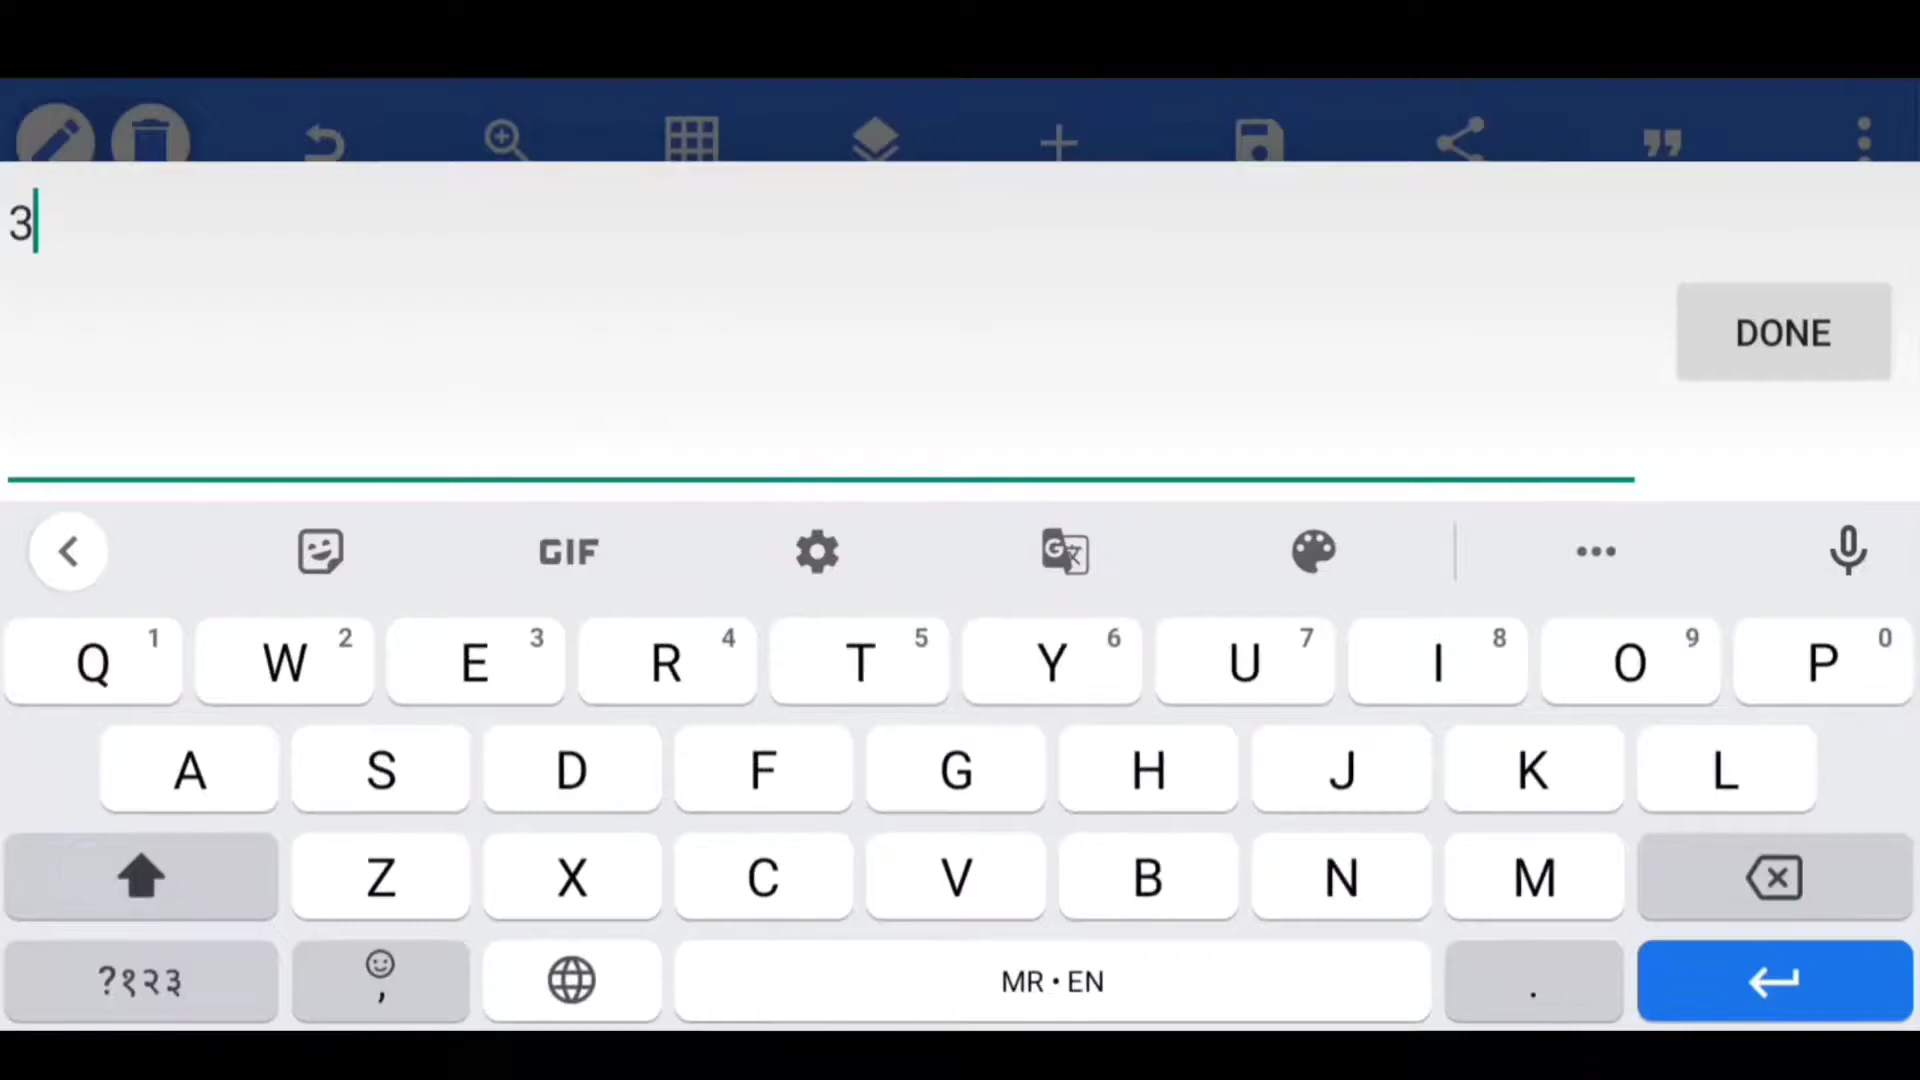 3
DONE
GIF
Q 1 W 2 E 3 R 4 T 5 Y 6 U 7 I 8 O 9 P 0
A S D F G H J K L
Z X C V B N M
?१२३ , MR • EN .